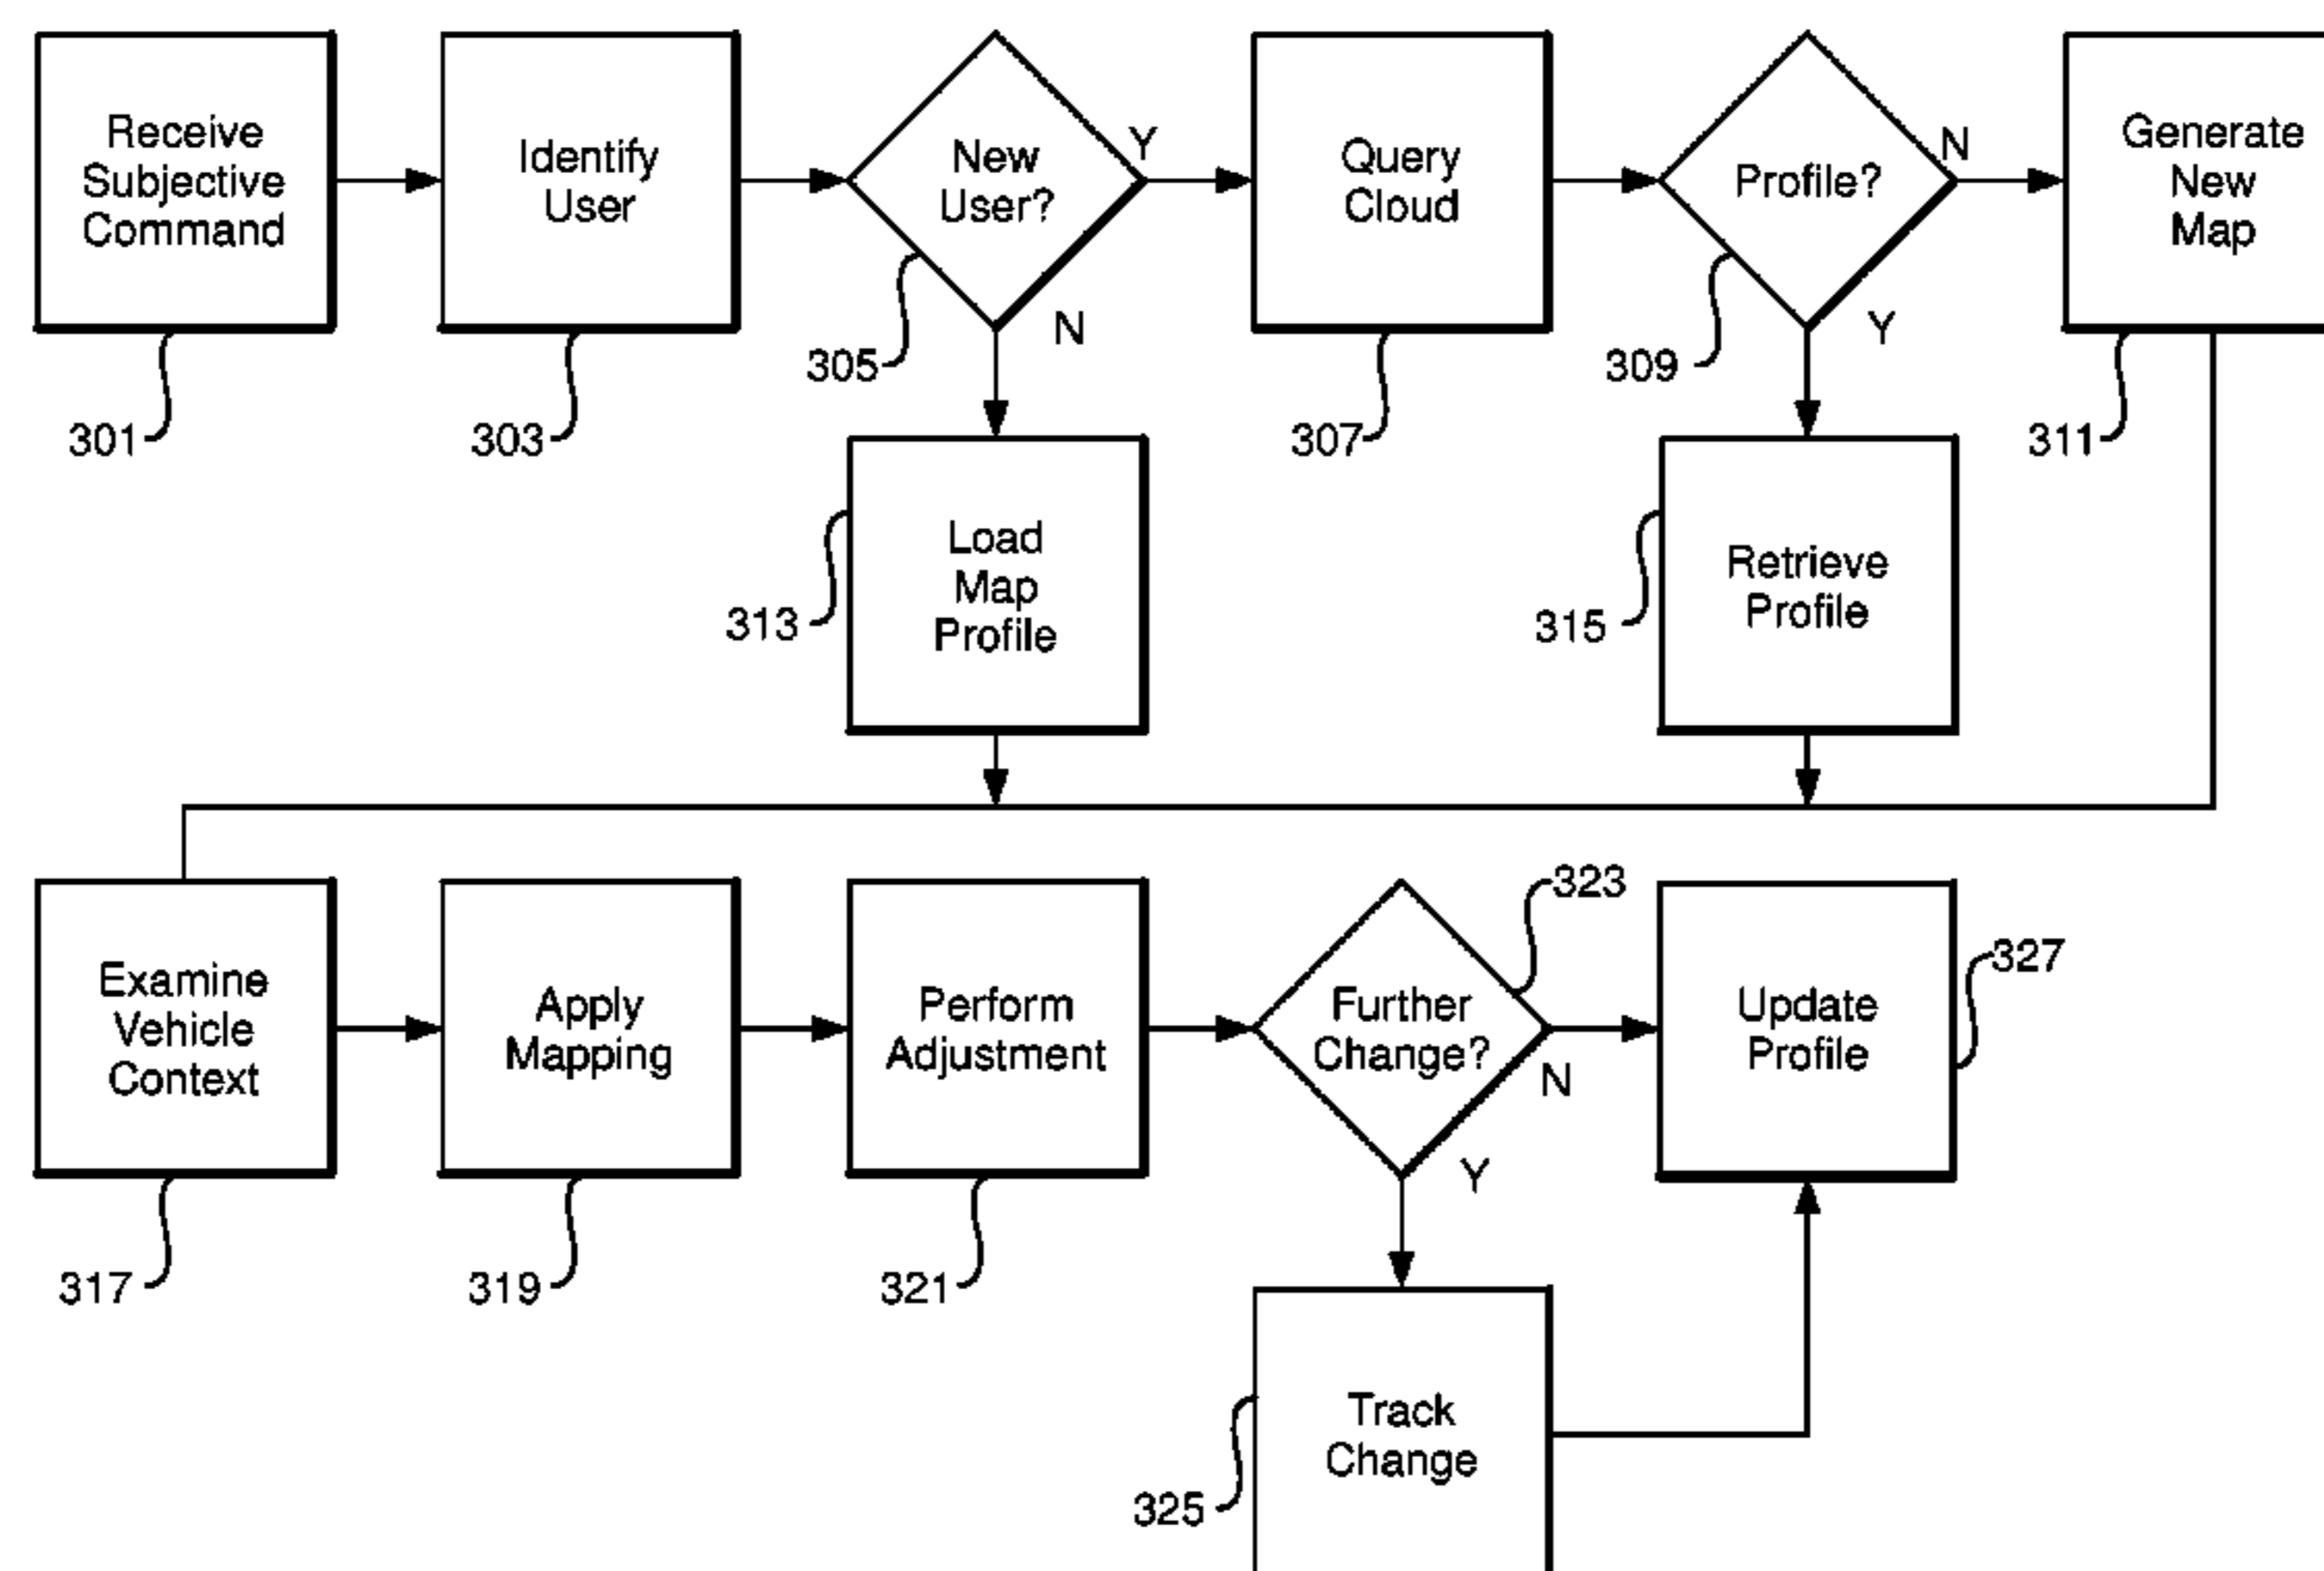 Receive
Subjective
Command
301
Identify
User
303
New
User?
Y
N
305
Query
Cloud
307
Profile?
N
Y
309
Generate
New
Map
311
Load
Map
Profile
313
Retrieve
Profile
315
Examine
Vehicle
Context
317
Apply
Mapping
319
Perform
Adjustment
321
Further
Change?
323
N
Y
Update
Profile
327
Track
Change
325